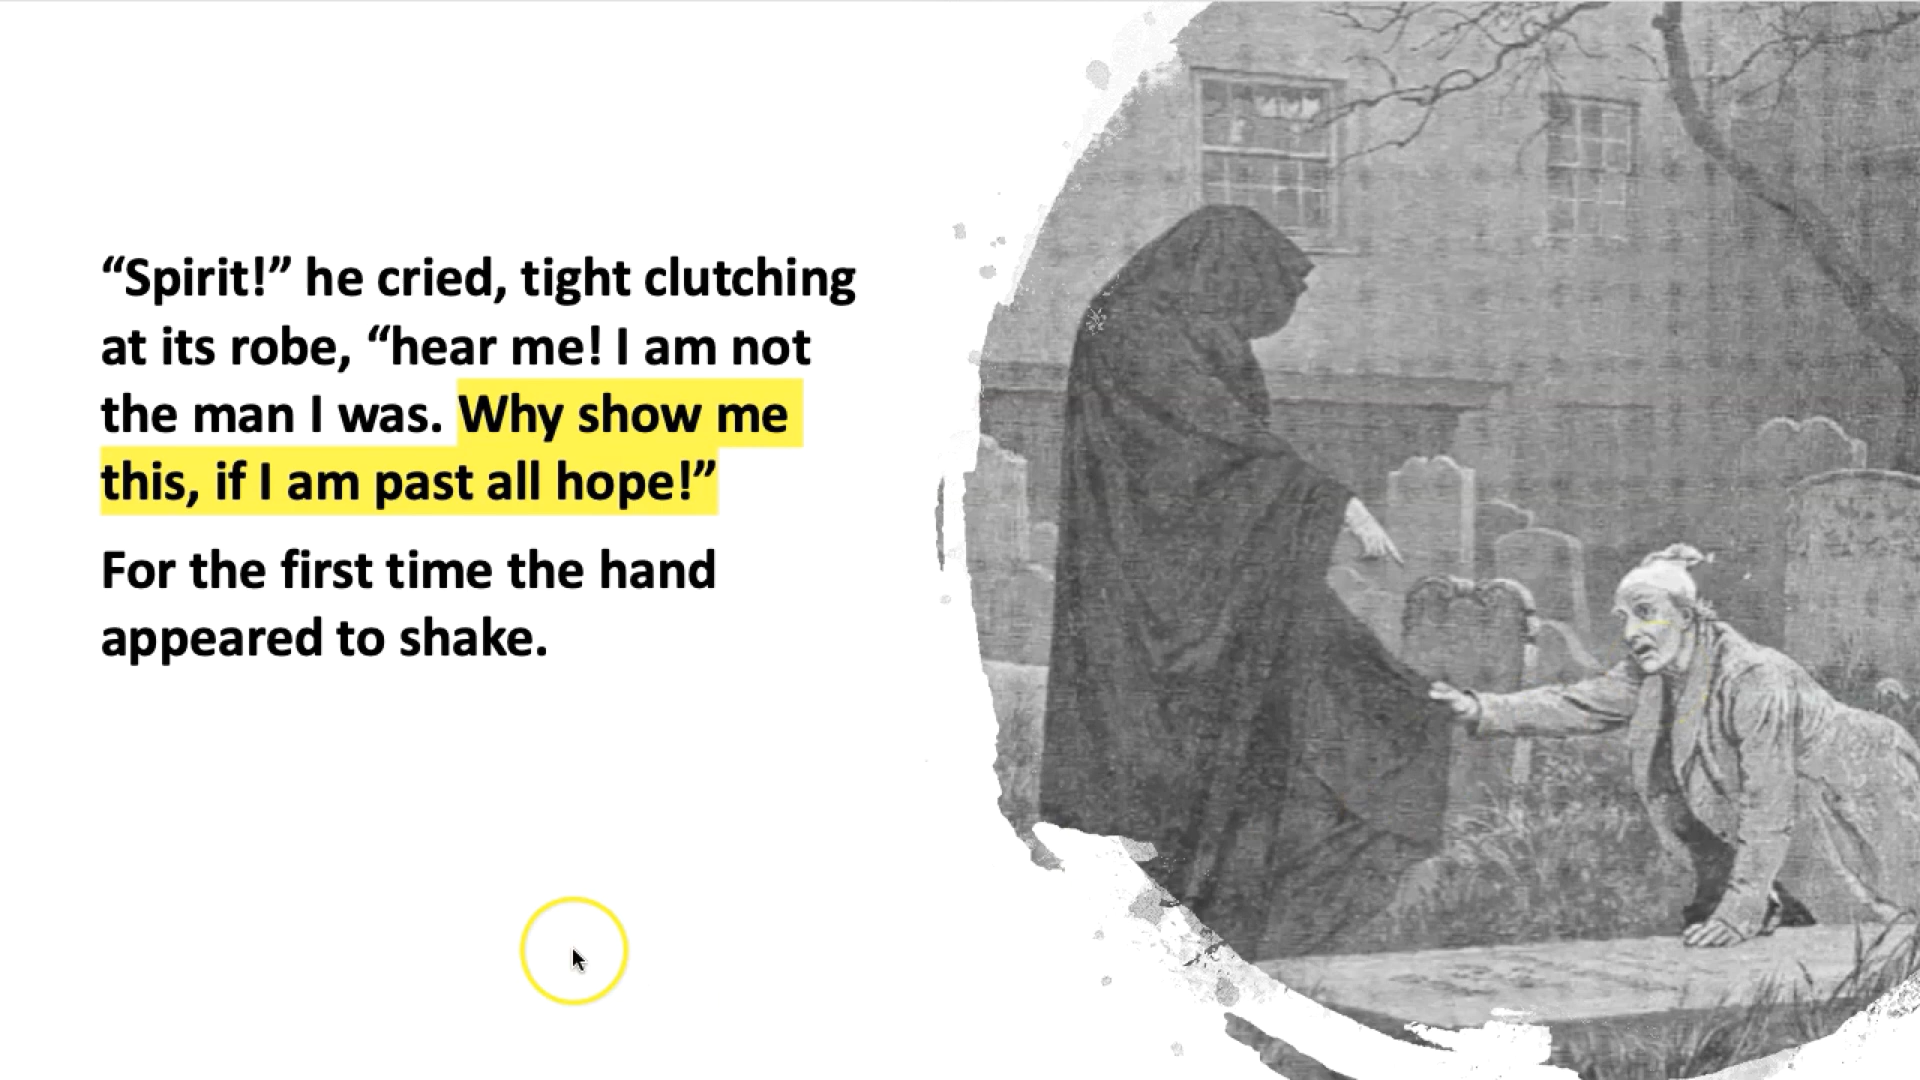 “Spirit!” he cried, tight clutching
at its robe, “hear me! I am not
the man I was. Why show me
this, if I am past all hope!”
For the first time the hand
appeared to shake.